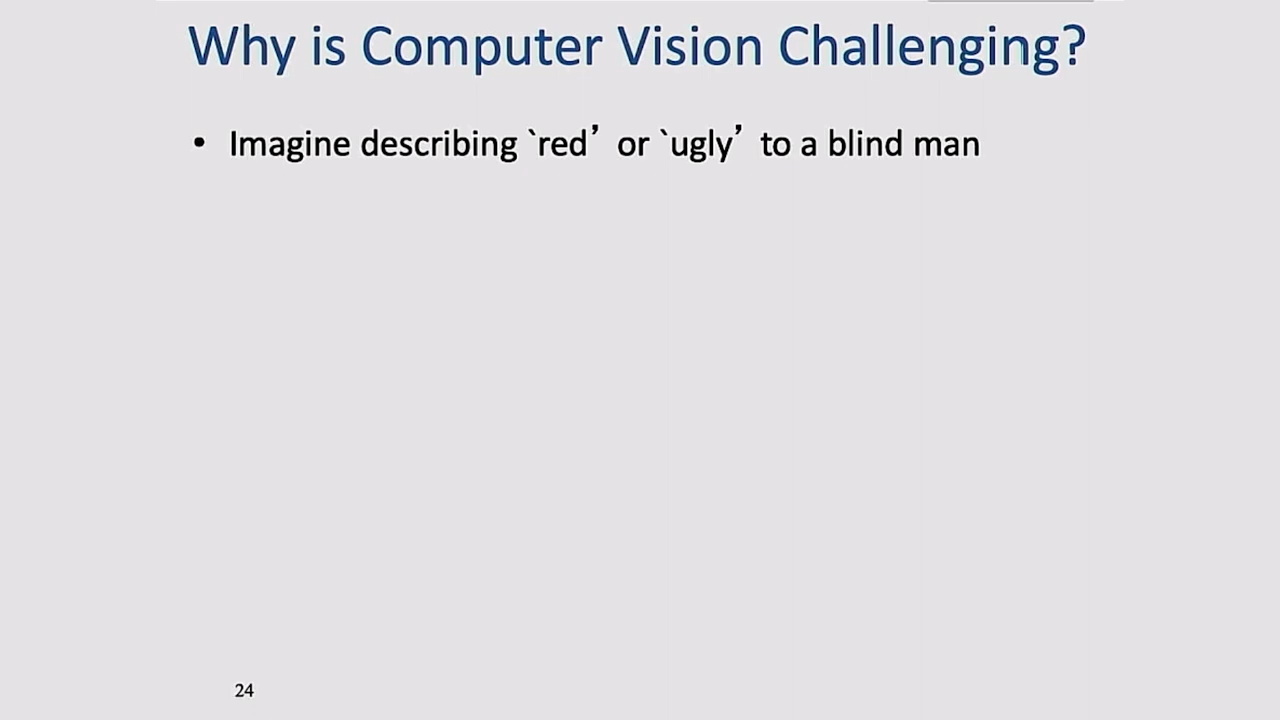 Why is Computer Vision Challenging?
• Imagine describing `red’ or `ugly’ to a blind man
24